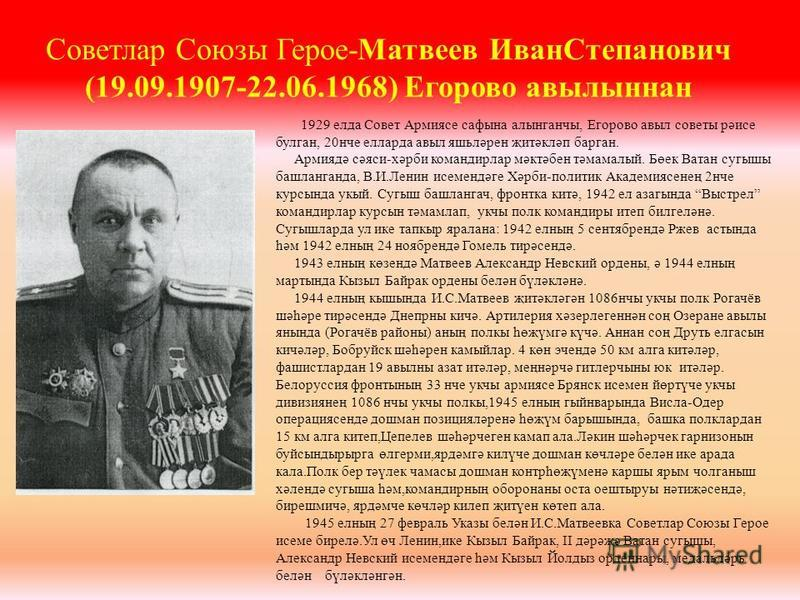 Советлар Союзы Герое-Матвеев ИванСтепанович
(19.09.1907-22.06.1968) Егорово авылыннан
1929 елда Совет Армиясе сафына алынганчы, Егорово авыл советы рәисе
булган, 20нче елларда авыл яшьләрен җитәкләп барган.
Армиядә сәяси-хәрби командирлар мәктәбен тәмамалый. Бөек Ватан сугышы
башланганда, В.И.Ленин исемендәге Хәрби-политик Академиясенең 2нче
курсында укый. Сугыш башлангач, фронтка китә, 1942 ел азагында “Выстрел”
командирлар курсын тәмамлап, укчы полк командиры итеп билгеләнә.
Сугышларда ул ике тапкыр яралана: 1942 елның 5 сентябрендә Ржев астында
һәм 1942 елның 24 ноябрендә Гомель тирәсендә.
1943 елның көзендә Матвеев Александр Невский ордены, ә 1944 елның
мартында Кызыл Байрак ордены белән бүләкләнә.
1944 елның кышында И.С.Матвеев җитәкләгән 1086нчы укчы полк Рогачёв
шәһәре тирәсендә Днепрны кичә. Артилерия хәзерлегеннән соң Озеране авылы
янында (Рогачёв районы) аның полкы һөҗүмгә күчә. Аннан соң Друть елгасын
кичәләр, Бобруйск шәһәрен камыйлар. 4 көн эчендә 50 км алга китәләр,
фашистлардан 19 авылны азат итәләр, меннәрчә гитлерчыны юк итәләр.
Белоруссия фронтының 33 нче укчы армиясе Брянск исемен йөртүче укчы
дивизиянең 1086 нчы укчы полкы,1945 елның гыйнварында Висла-Одер
операциясендә дошман позицияләренә һөҗүм барышында, башка полклардан
15 км алга китеп,Цепелев шәһәрчеген камап ала.Ләкин шәһәрчек гарнизонын
буйсындырырга өлгерми,ярдәмгә килүче дошман көчләре белән ике арада
кала.Полк бер тәүлек чамасы дошман контрһөҗүменә каршы ярым чолганыш
хәлендә сугыша һәм,командирның оборонаны оста оештыруы нәтиҗәсендә,
бирешмичә, ярдәмче көчләр килеп җитүен көтеп ала.
1945 елның 27 февраль Указы белән И.С.Матвеевка Советлар Союзы Герое
исеме бирелә.Ул өч Ленин,ике Кызыл Байрак, II дәрәҗә Ватан сугышы,
Александр Невский исемендәге һәм Кызыл Йолдыз орденнары, медальләрь
белән бүләкләнгән.
MyShared